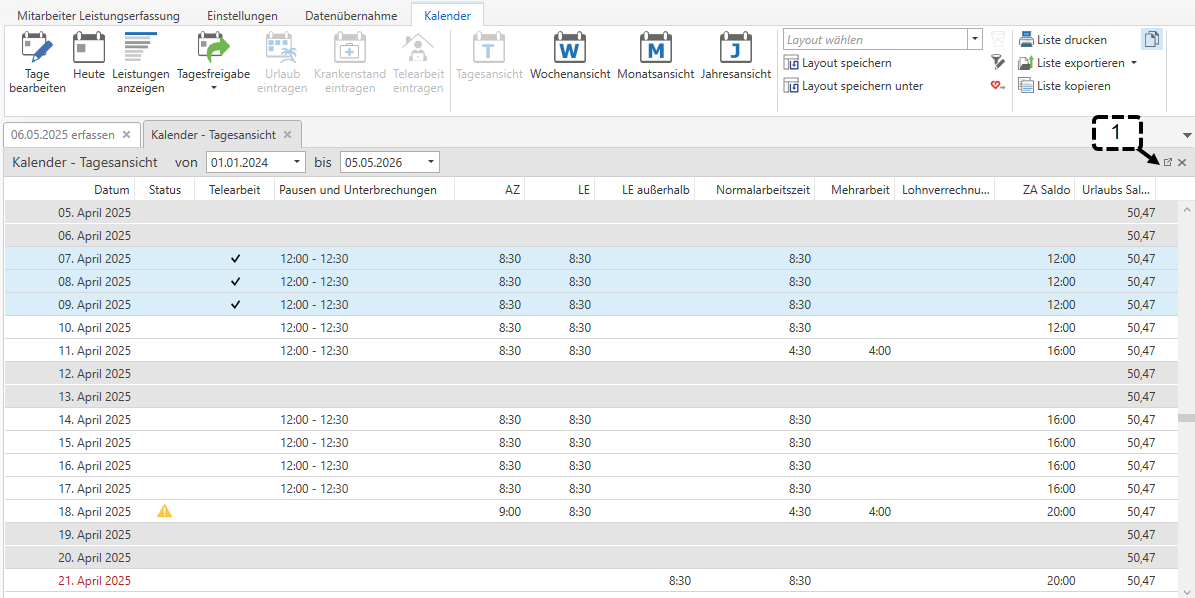 Mitarbeiter Leistungserfassung Einstellungen Datenübernahme Kalender
Tage bearbeiten Heute Leistungen anzeigen Tagesfreigabe Urlaub eintragen Krankenstand eintragen Telearbeit eintragen T Tagesansicht W Wochenansicht M Monatsansicht J Jahresansicht
Layout wählen Liste drucken
Layout speichern Liste exportieren
Layout speichern unter Liste kopieren
06.05.2025 erfassen Kalender - Tagesansicht 1
Kalender - Tagesansicht von 01.01.2024 bis 05.05.2026
Datum Status Telearbeit Pausen und Unterbrechungen AZ LE LE außerhalb Normalarbeitszeit Mehrarbeit Lohnverrechnu... ZA Saldo Urlaubs Sal...
05. April 2025 50,47
06. April 2025 50,47
07. April 2025 ✓ 12:00 - 12:30 8:30 8:30 8:30 12:00 50,47
08. April 2025 ✓ 12:00 - 12:30 8:30 8:30 8:30 12:00 50,47
09. April 2025 ✓ 12:00 - 12:30 8:30 8:30 8:30 12:00 50,47
10. April 2025 12:00 - 12:30 8:30 8:30 8:30 12:00 50,47
11. April 2025 12:00 - 12:30 8:30 8:30 4:30 4:00 16:00 50,47
12. April 2025 50,47
13. April 2025 50,47
14. April 2025 12:00 - 12:30 8:30 8:30 8:30 16:00 50,47
15. April 2025 12:00 - 12:30 8:30 8:30 8:30 16:00 50,47
16. April 2025 12:00 - 12:30 8:30 8:30 8:30 16:00 50,47
17. April 2025 12:00 - 12:30 8:30 8:30 8:30 16:00 50,47
18. April 2025 9:00 8:30 4:30 4:00 20:00 50,47
19. April 2025 50,47
20. April 2025 50,47
21. April 2025 8:30 8:30 20:00 50,47